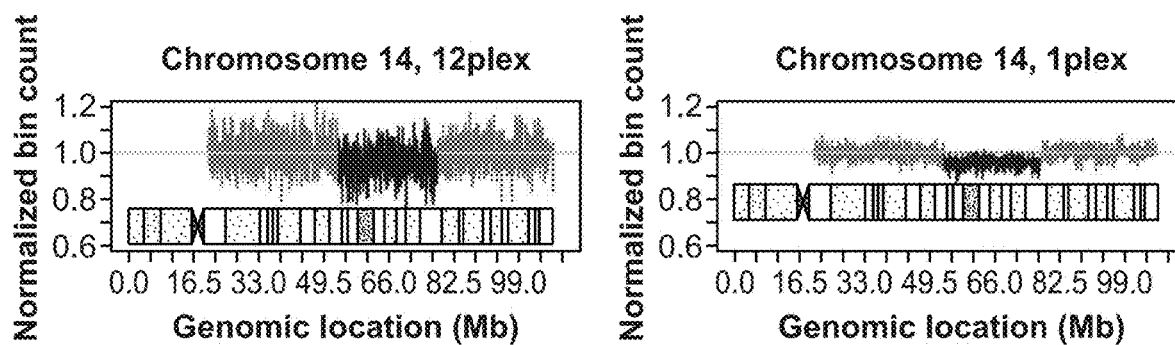 Chromosome 14, 12plex
Normalized bin count
1.2
1.0
0.8
0.6
0.0 16.5 33.0 49.5 66.0 82.5 99.0
Genomic location (Mb)
Chromosome 14, 1plex
Normalized bin count
1.2
1.0
0.8
0.6
0.0 16.5 33.0 49.5 66.0 82.5 99.0
Genomic location (Mb)